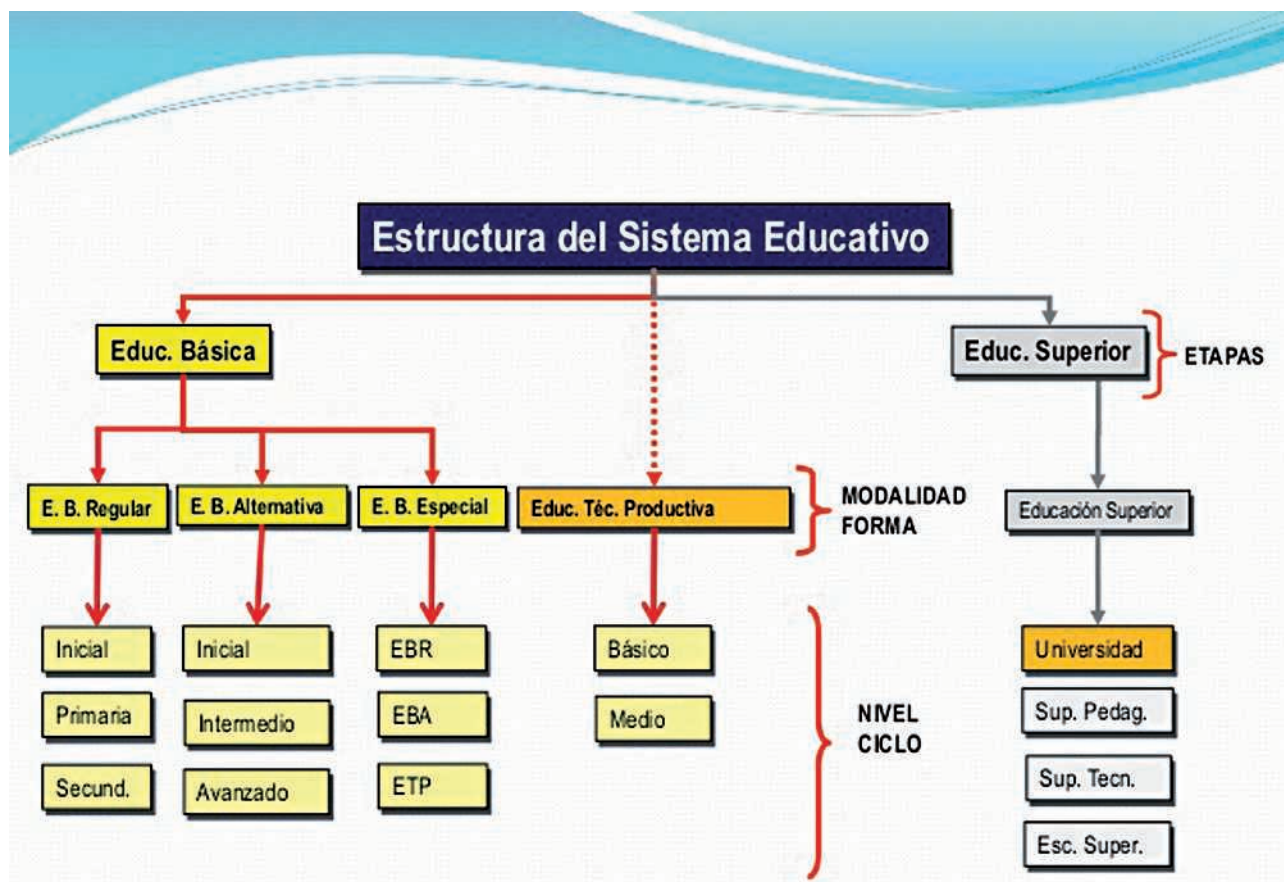 Estructura del Sistema Educativo
Educ. Básica
Educ. Superior
ETAPAS
E. B. Regular
E. B. Alternativa
E. B. Especial
Educ. Téc. Productiva
MODALIDAD
FORMA
Educación Superior
Inicial
Primaria
Secund.
Inicial
Intermedio
Avanzado
EBR
EBA
ETP
Básico
Medio
NIVEL
CICLO
Universidad
Sup. Pedag.
Sup. Tecn.
Esc. Super.